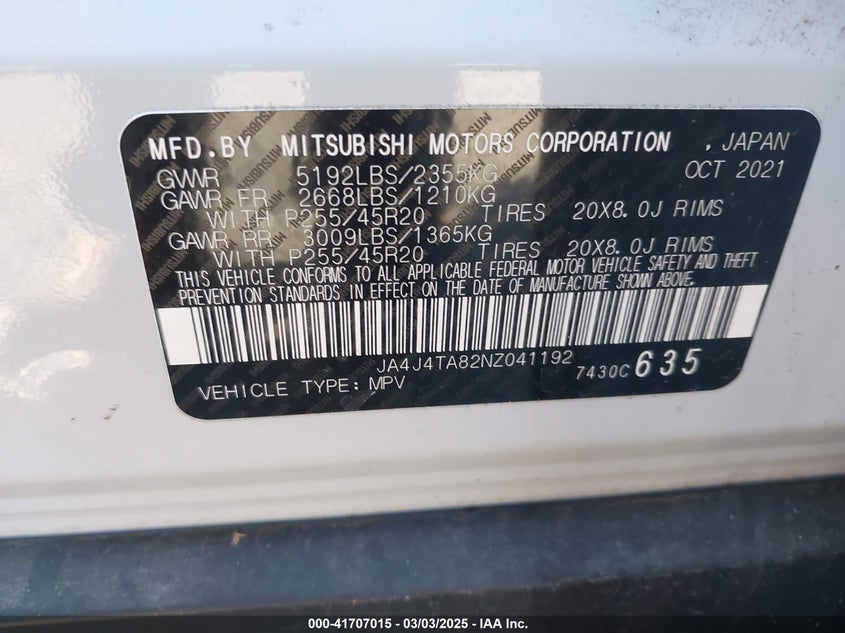 MFD.BY MITSUBISHI MOTORS CORPORATION , JAPAN
GVWR 5192LBS/2355KG OCT 2021
GAWR FR 2668LBS/1210KG
WITH P255/45R20 TIRES 20X8.0J RIMS
GAWR RR 3009LBS/1365KG
WITH P255/45R20 TIRES 20X8.0J RIMS
THIS VEHICLE CONFORMS TO ALL APPLICABLE FEDERAL MOTOR VEHICLE SAFETY AND THEFT
PREVENTION STANDARDS IN EFFECT ON THE DATE OF MANUFACTURE SHOWN ABOVE.
JA4J4TA82NZ041192
VEHICLE TYPE: MPV 7430C 635
000-41707015 - 03/03/2025 - IAA Inc.